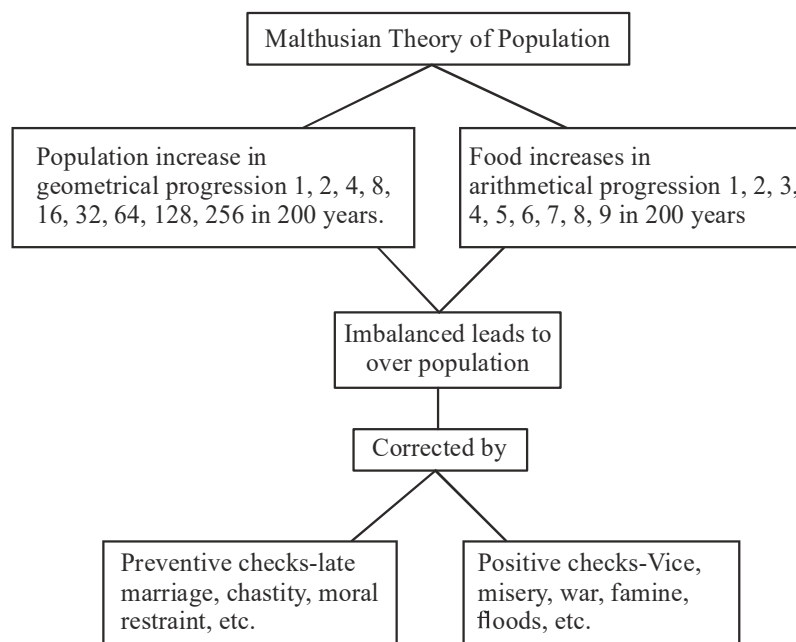 Malthusian Theory of Population
Population increase in
geometrical progression 1, 2, 4, 8,
16, 32, 64, 128, 256 in 200 years.
Food increases in
arithmetical progression 1, 2, 3,
4, 5, 6, 7, 8, 9 in 200 years
Imbalanced leads to
over population
Corrected by
Preventive checks-late
marriage, chastity, moral
restraint, etc.
Positive checks-Vice,
misery, war, famine,
floods, etc.